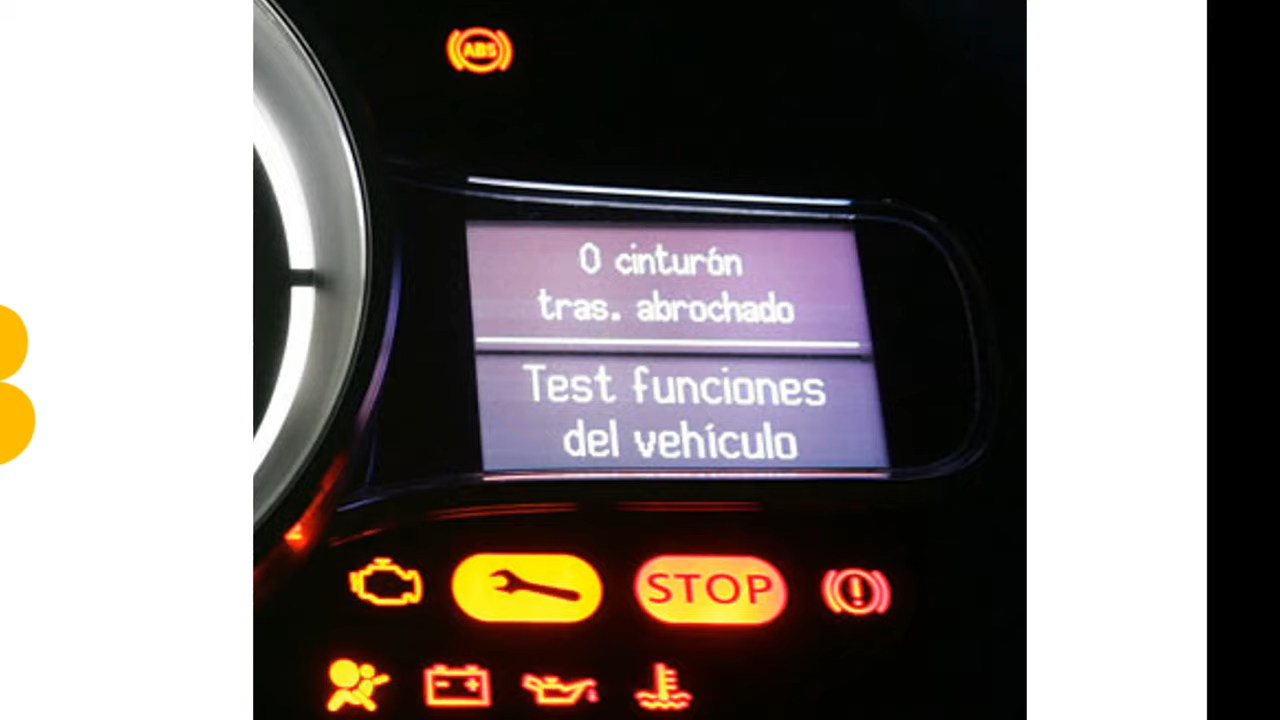 ABS
0 cinturón
tras. abrochado
Test funciones
del vehículo
STOP